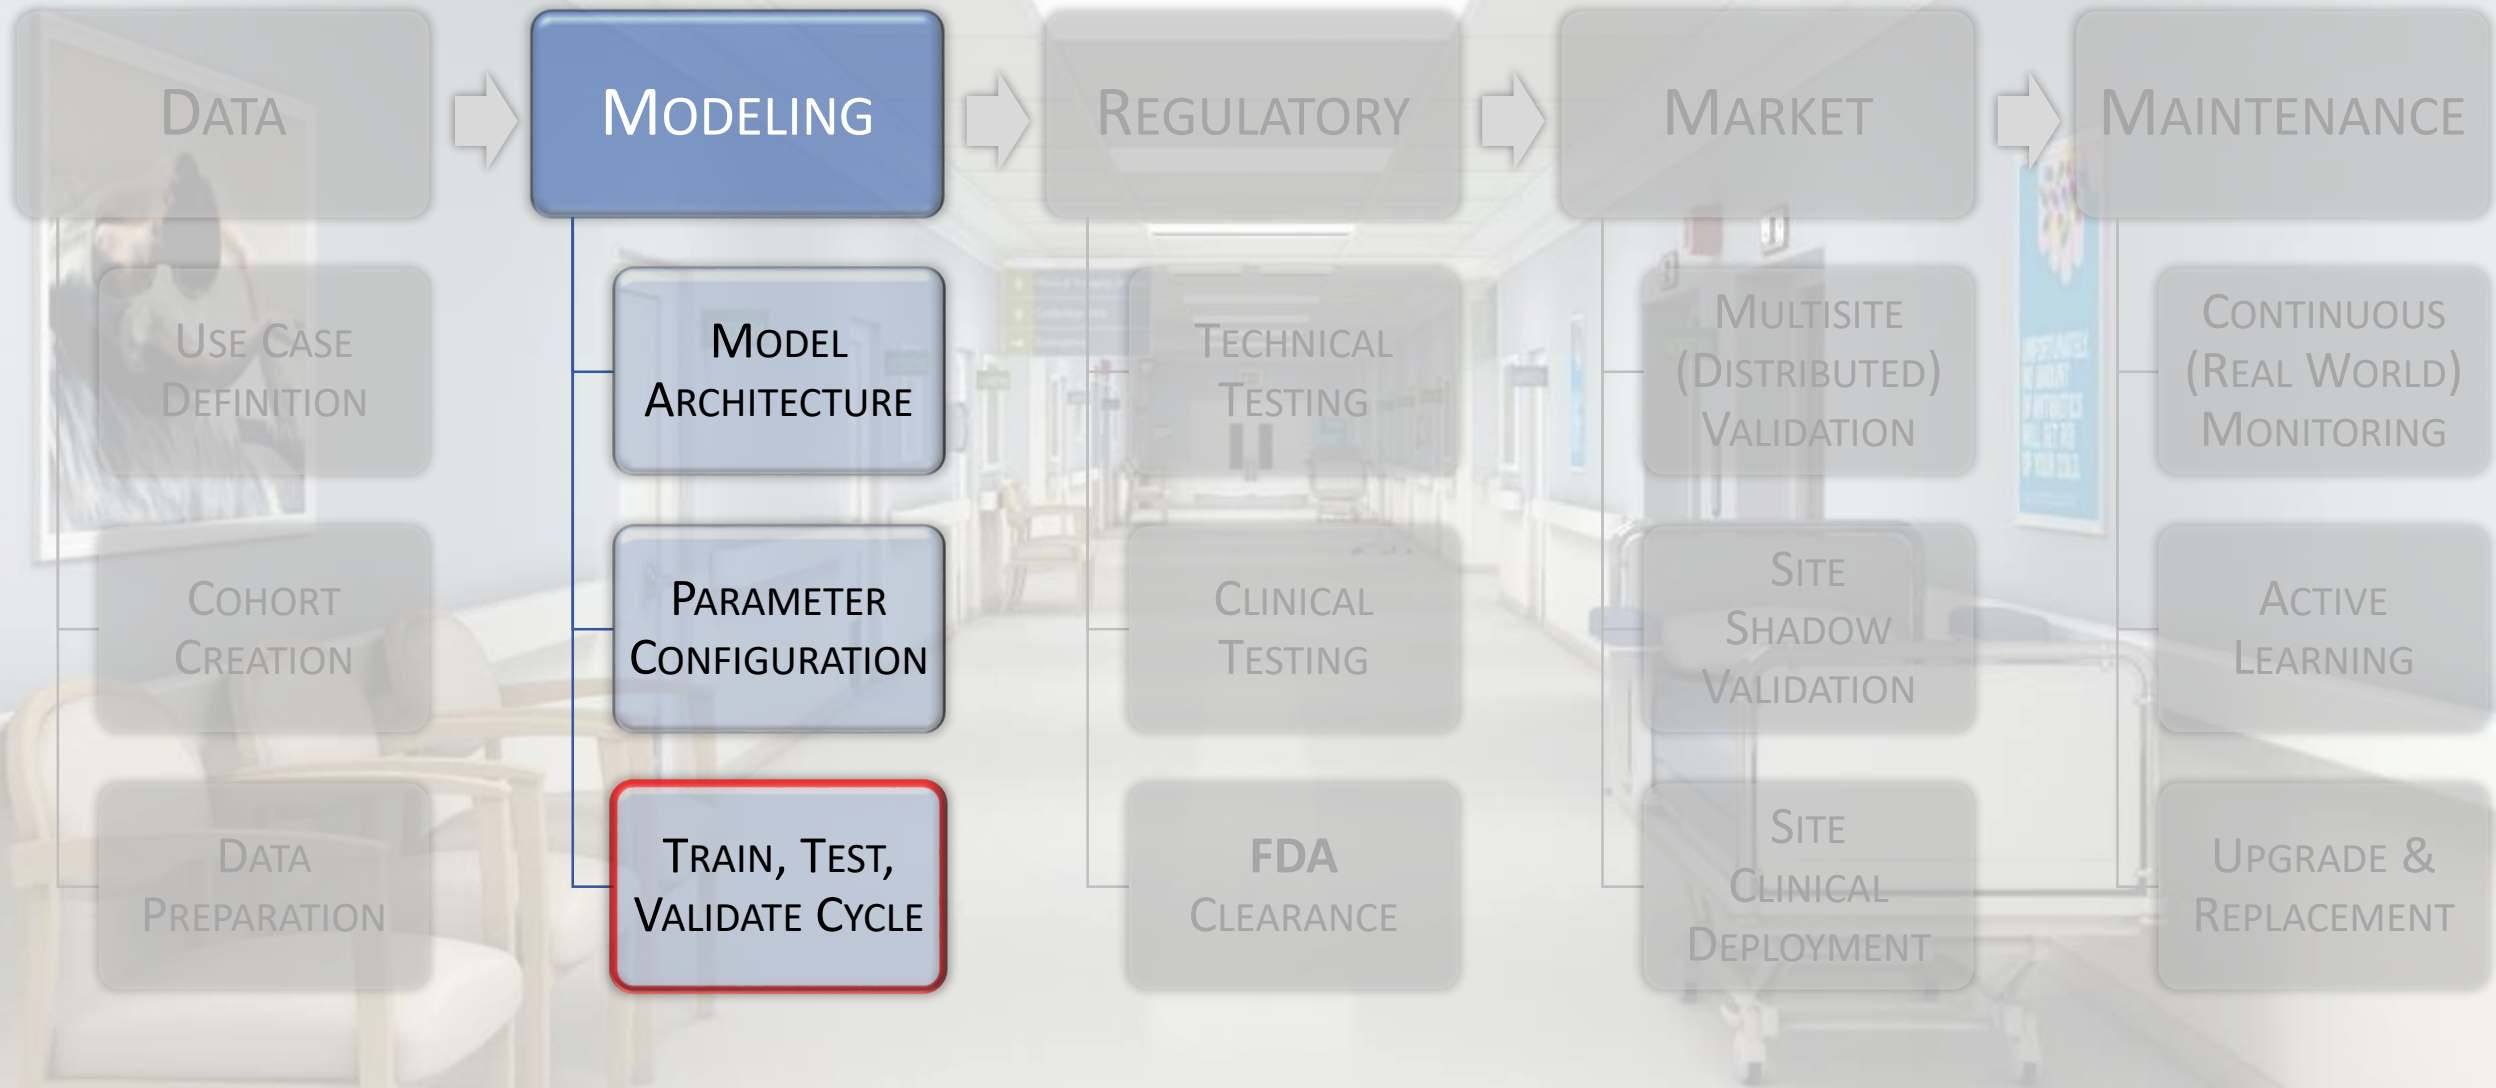 DATA
MODELING
REGULATORY
MARKET
MAINTENANCE
USE CASE
DEFINITION
COHORT
CREATION
DATA
PREPARATION
MODEL
ARCHITECTURE
PARAMETER
CONFIGURATION
TRAIN, TEST,
VALIDATE CYCLE
TECHNICAL
TESTING
CLINICAL
TESTING
FDA
CLEARANCE
MULTISITE
(DISTRIBUTED)
VALIDATION
SITE
SHADOW
VALIDATION
SITE
CLINICAL
DEPLOYMENT
CONTINUOUS
(REAL WORLD)
MONITORING
ACTIVE
LEARNING
UPGRADE &
REPLACEMENT